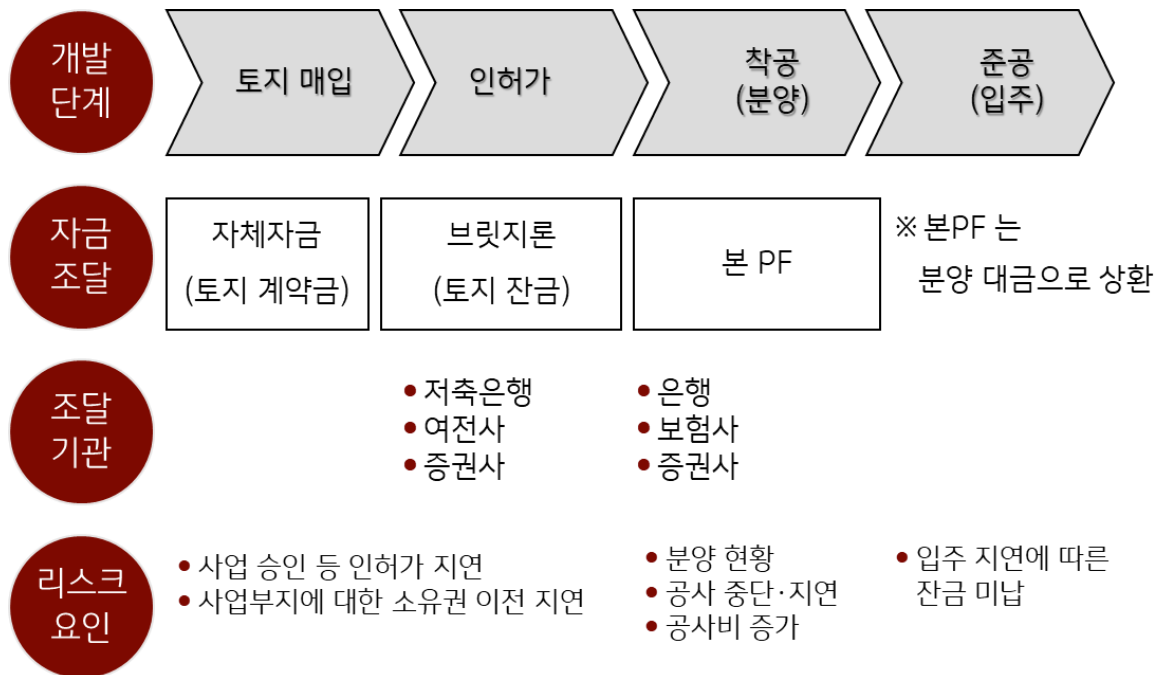 개발
단계
토지 매입
인허가
착공
(분양)
준공
(입주)
자금
조달
자체자금
(토지 계약금)
브릿지론
(토지 잔금)
본 PF
※ 본PF 는
분양 대금으로 상환
조달
기관
• 저축은행
• 여전사
• 증권사
• 은행
• 보험사
• 증권사
리스크
요인
• 사업 승인 등 인허가 지연
• 사업부지에 대한 소유권 이전 지연
• 분양 현황
• 공사 중단·지연
• 공사비 증가
• 입주 지연에 따른
잔금 미납